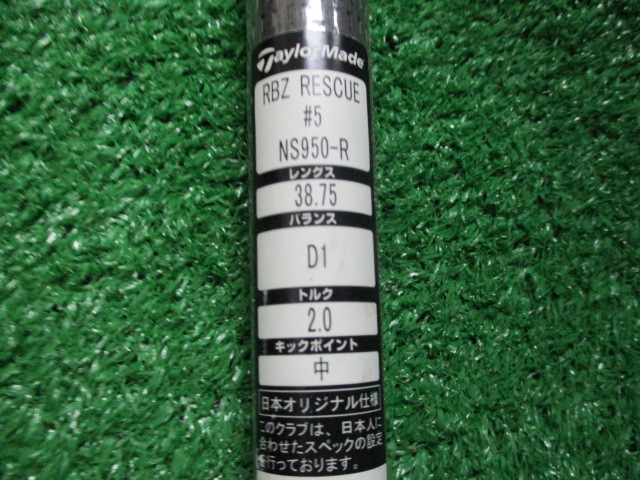 TaylorMade
RBZ RESCUE
#5
NS950-R
レングス
38.75
バランス
D1
トルク
2.0
キックポイント
中
日本オリジナル仕様
このクラブは、日本人に
合わせたスペックの設定
を行っております。